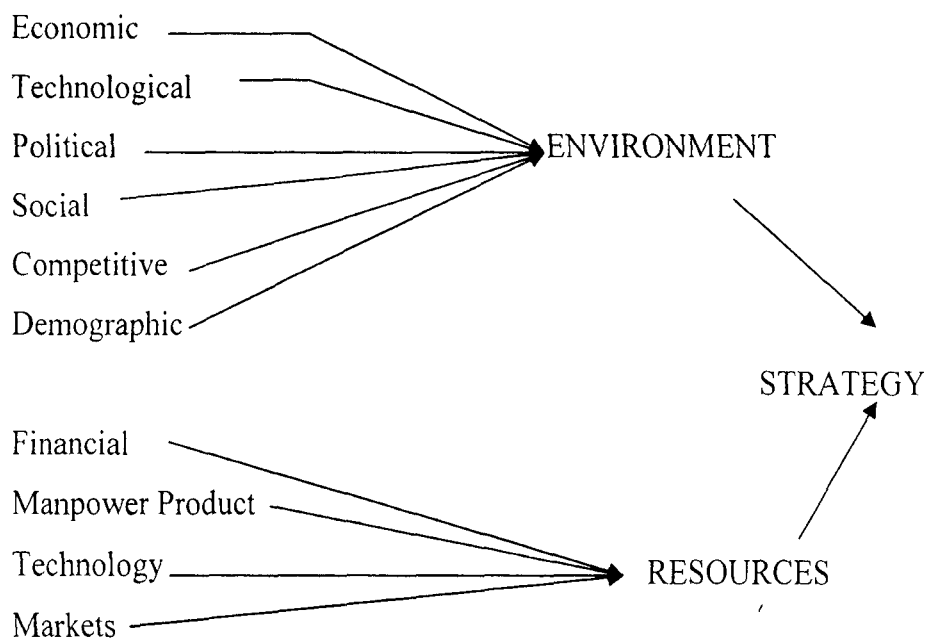 Economic
Technological
Political
ENVIRONMENT
Social
Competitive
Demographic
STRATEGY
Financial
Manpower Product
Technology
RESOURCES
Markets